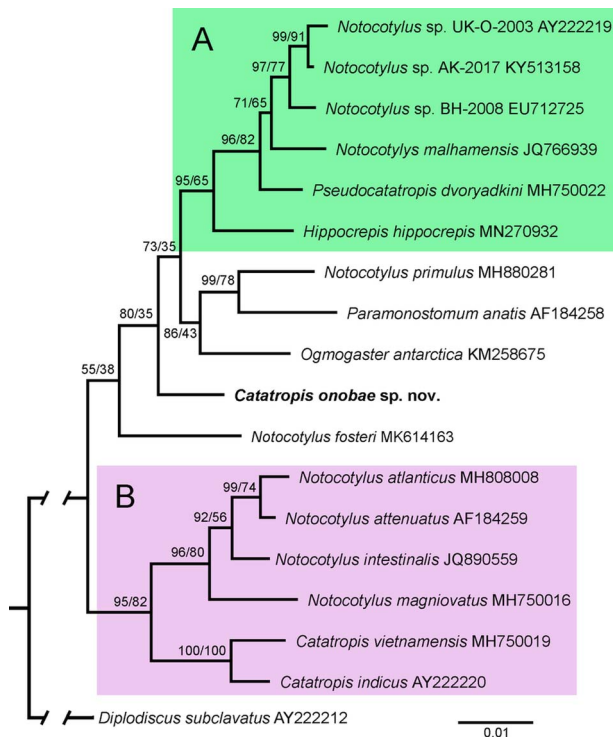 A
99/91
Notocotylus sp. UK-O-2003 AY222219
97/77
Notocotylus sp. AK-2017 KY513158
71/65
Notocotylus sp. BH-2008 EU712725
96/82
Notocotylys malhamensis JQ766939
95/65
Pseudocatatropis dvoryadkini MH750022
Hippocrepis hippocrepis MN270932
73/35
99/78
Notocotylus primulus MH880281
80/35
86/43
Paramonostomum anatis AF184258
Ogmogaster antarctica KM258675
55/38
Catatropis onobae sp. nov.
Notocotylus fosteri MK614163
B
99/74
Notocotylus atlanticus MH808008
92/56
Notocotylus attenuatus AF184259
96/80
Notocotylus intestinalis JQ890559
95/82
Notocotylus magniovatus MH750016
100/100
Catatropis vietnamensis MH750019
Catatropis indicus AY222220
Diplodiscus subclavatus AY222212
0.01